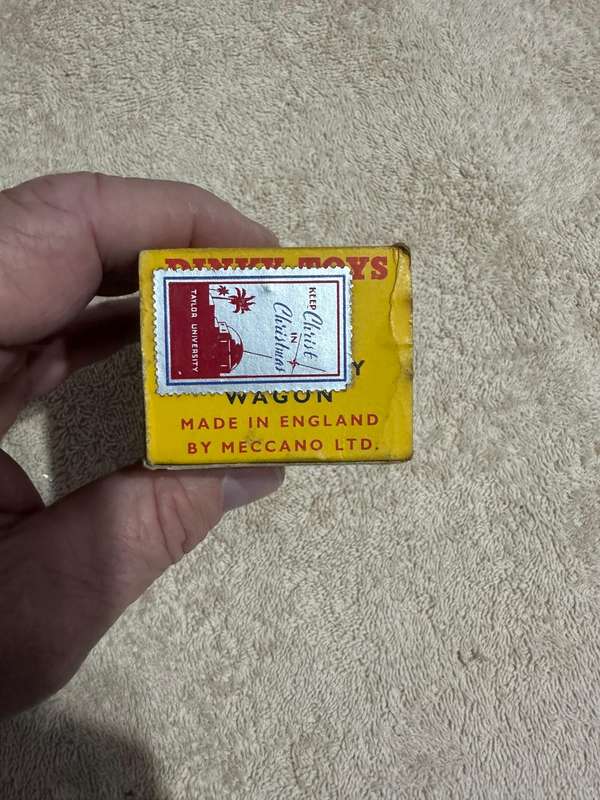 DINKY TOYS
KEEP
Christ
IN
Christmas
TAYLOR UNIVERSITY
Y
WAGON
MADE IN ENGLAND
BY MECCANO LTD.